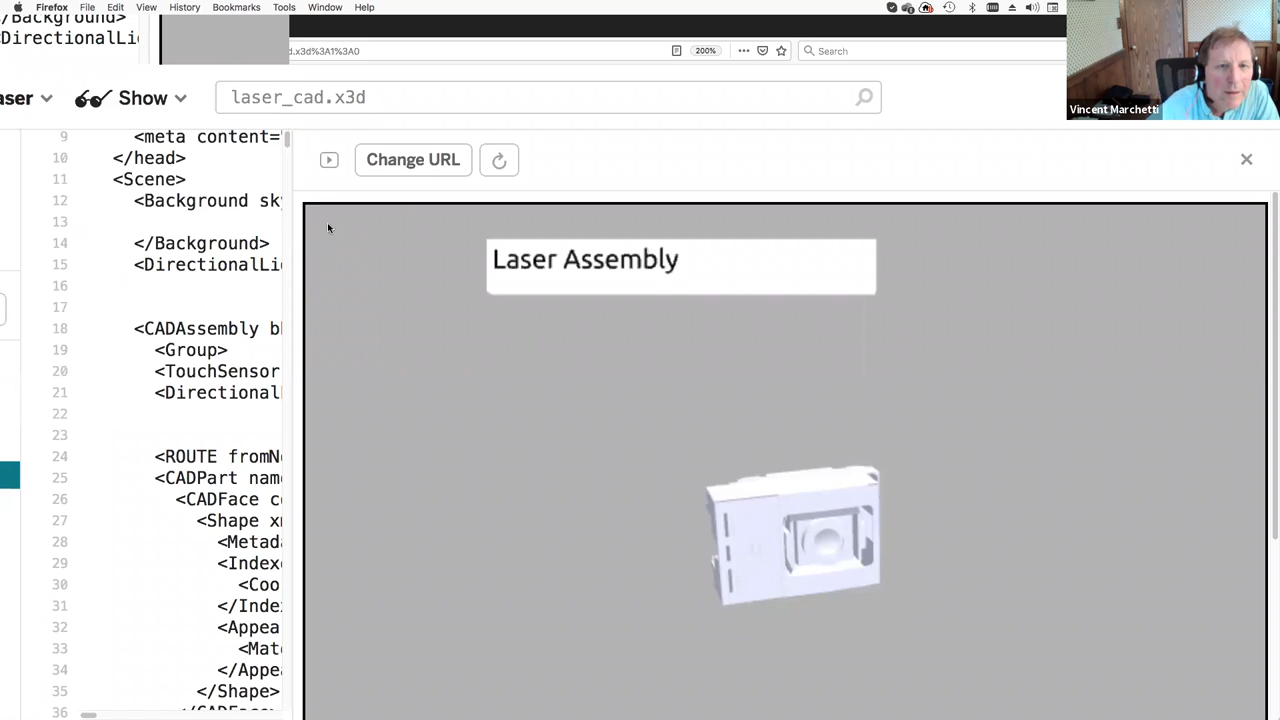 Firefox File Edit View History Bookmarks Tools Window Help
</Background>
<DirectionalLi
d.x3d%3A1%3A0
200%
Search
Vincent Marchetti
aser
Show
laser_cad.x3d
9 <meta content=
10 </head>
11 <Scene>
12 <Background sk
13
14 </Background>
15 <DirectionalLi
16
17
18 <CADAssembly b
19 <Group>
20 <TouchSensor
21 <Directional
22
23
24 <ROUTE fromN
25 <CADPart nam
26 <CADFace c
27 <Shape x
28 <Metad
29 <Index
30 <Coo
31 </Inde
32 <Appea
33 <Mat
34 </Appe
35 </Shape>
36 </CADFace>
Change URL
Laser Assembly